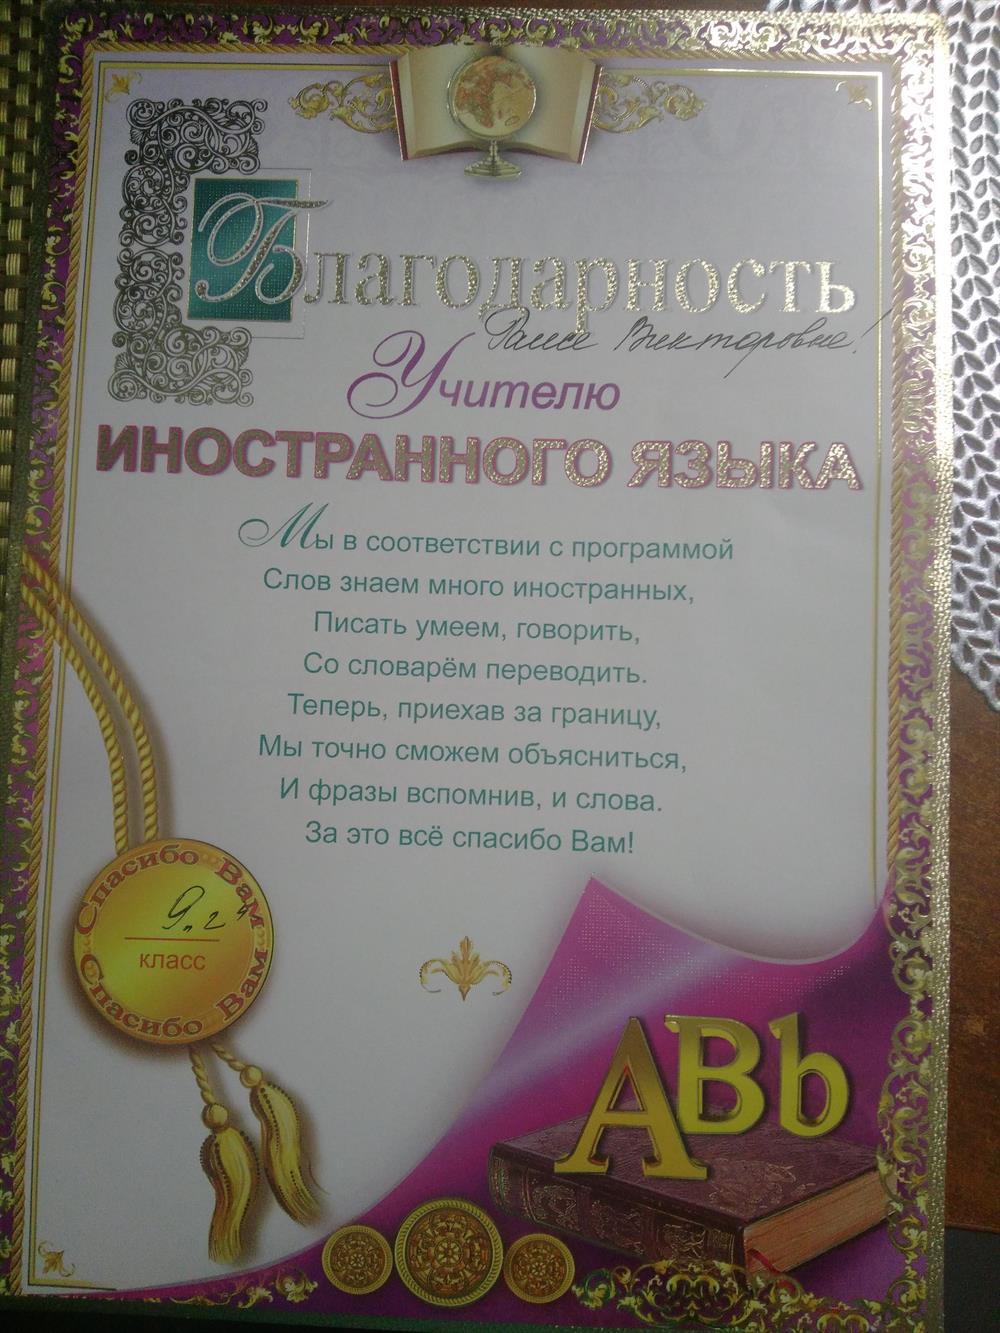 Благодарность
Раисе Викторовне!
Учителю
ИНОСТРАННОГО ЯЗЫКА
Мы в соответствии с программой
Слов знаем много иностранных,
Писать умеем, говорить,
Со словарём переводить.
Теперь, приехав за границу,
Мы точно сможем объясниться,
И фразы вспомнив, и слова.
За это всё спасибо Вам!
Спасибо Вам
9„г“
класс
Спасибо Вам
ABb